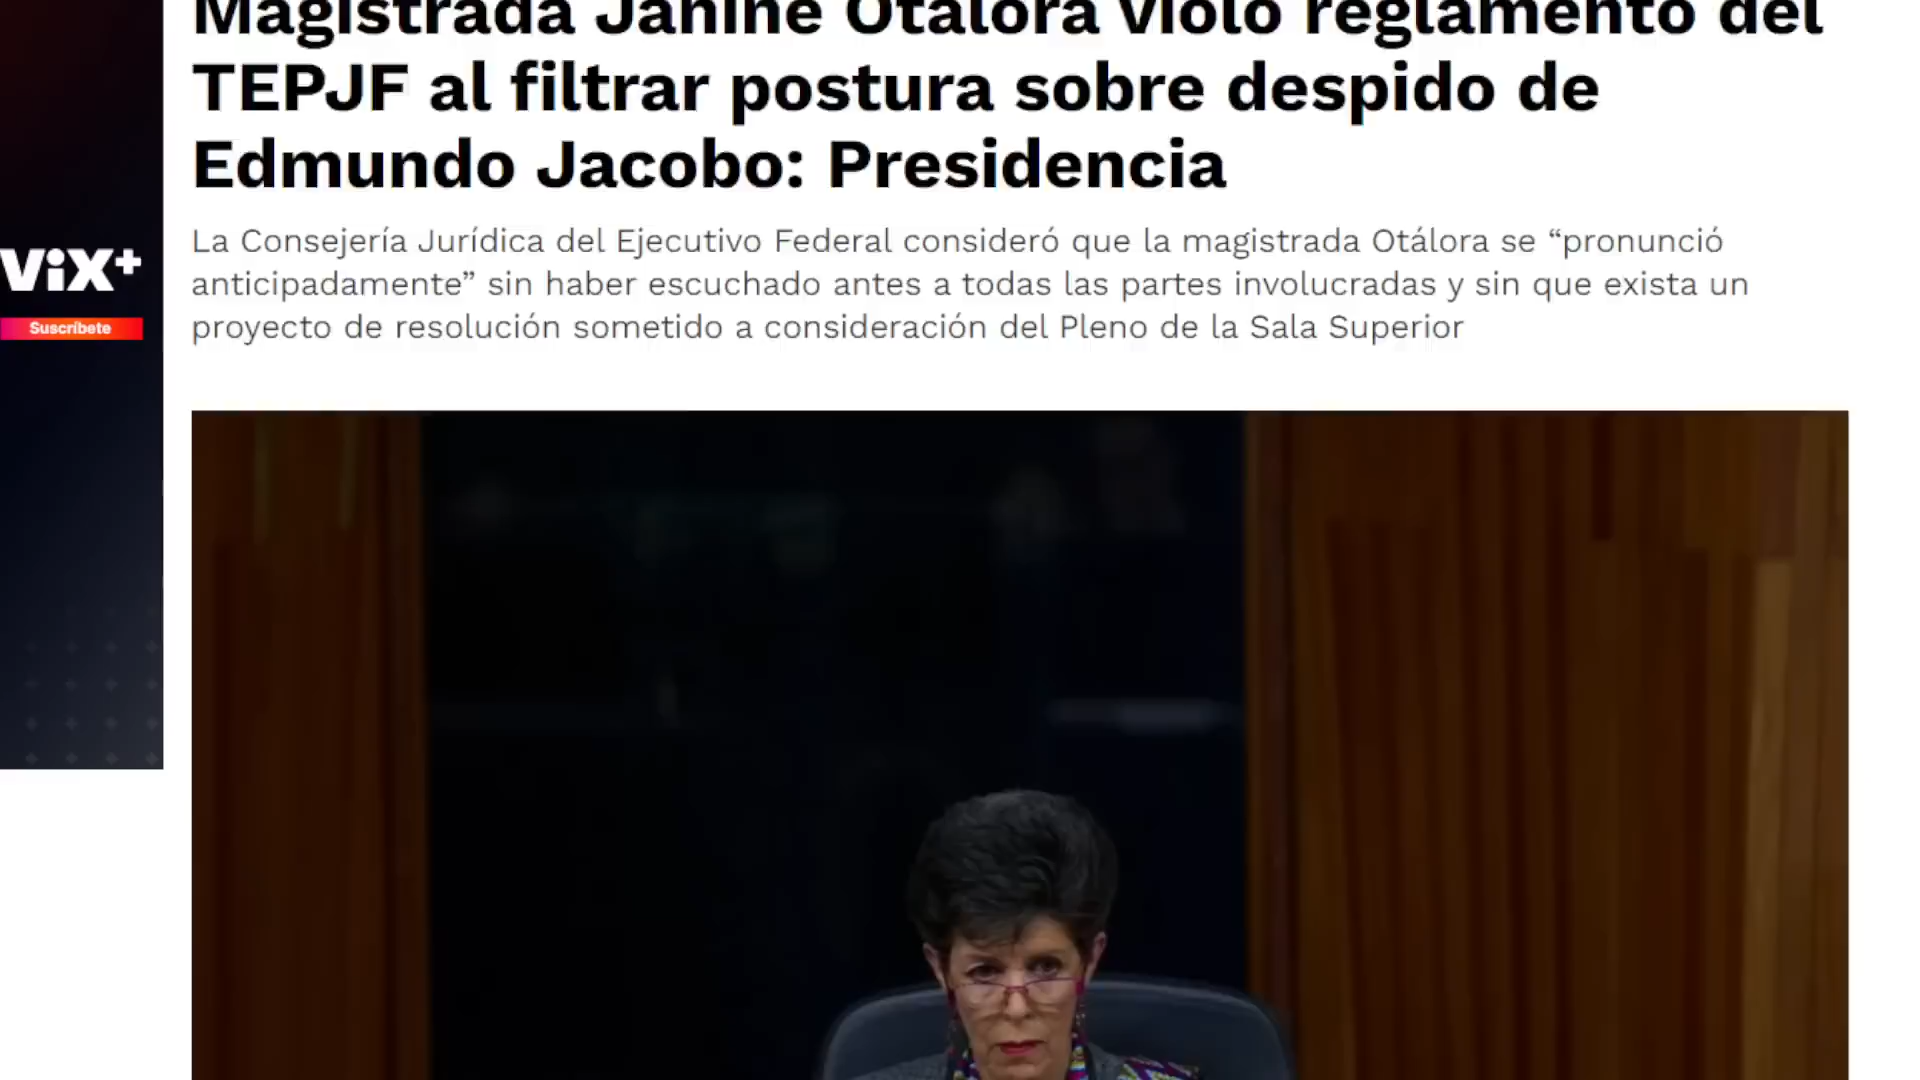 Magistrada Janine Otálora violó reglamento del
TEPJF al filtrar postura sobre despido de
Edmundo Jacobo: Presidencia
La Consejería Jurídica del Ejecutivo Federal consideró que la magistrada Otálora se “pronunció
anticipadamente” sin haber escuchado antes a todas las partes involucradas y sin que exista un
proyecto de resolución sometido a consideración del Pleno de la Sala Superior
ViX+
Suscríbete